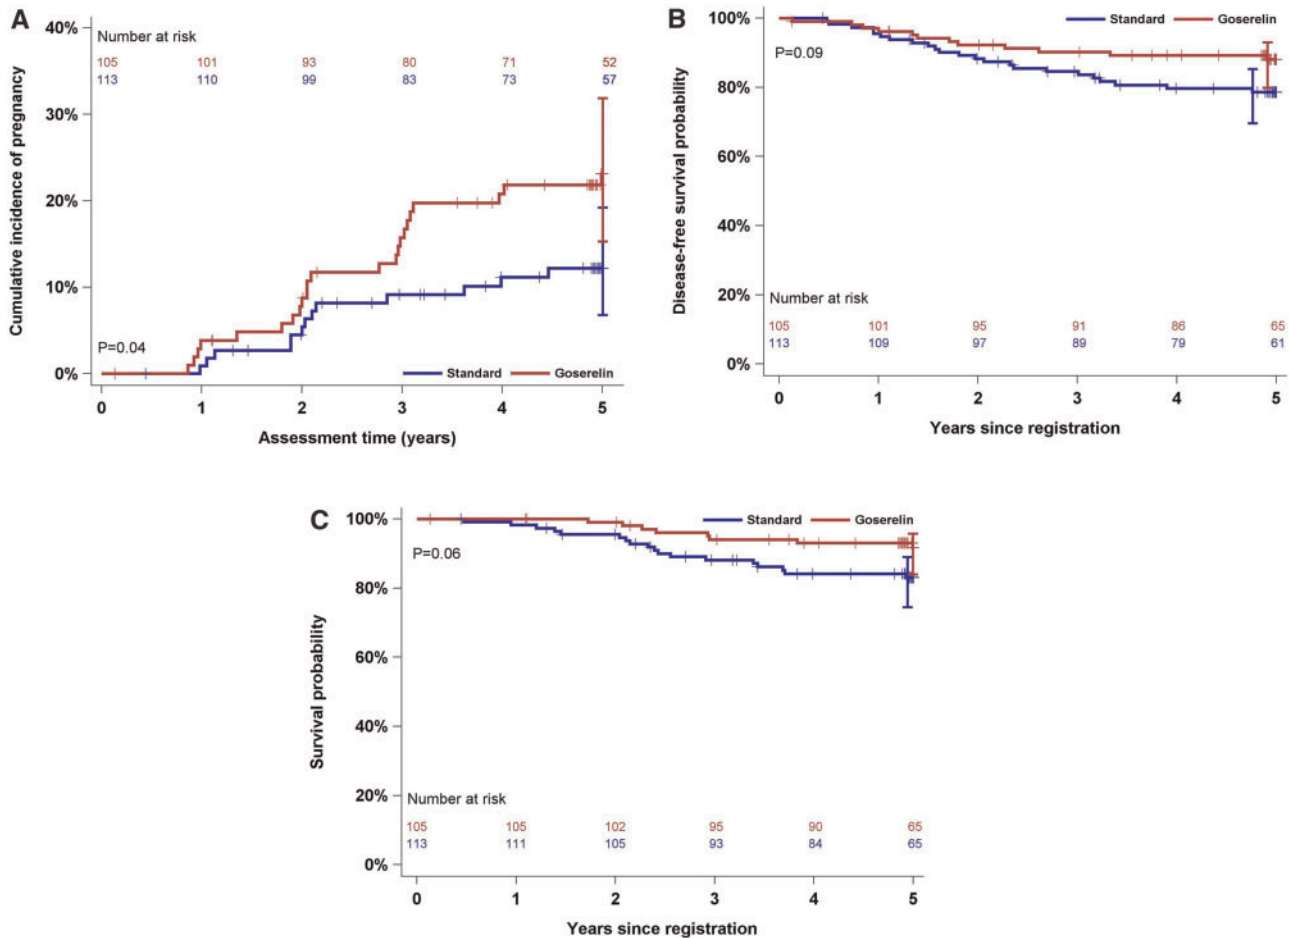 A
Cumulative incidence of pregnancy
40%
30%
20%
10%
0%
Number at risk
105 101 93 80 71 52
113 110 99 83 73 57
P=0.04
Standard Goserelin
0 1 2 3 4 5
Assessment time (years)
B
Disease-free survival probability
100%
80%
60%
40%
20%
0%
Standard Goserelin
P=0.09
Number at risk
105 101 95 91 86 65
113 109 97 89 79 61
0 1 2 3 4 5
Years since registration
C
Survival probability
100%
80%
60%
40%
20%
0%
Standard Goserelin
P=0.06
Number at risk
105 105 102 95 90 65
113 111 105 93 84 65
0 1 2 3 4 5
Years since registration